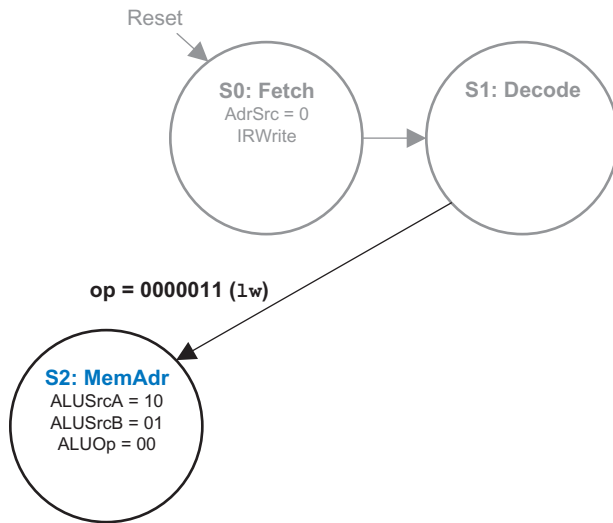 Reset
S0: Fetch
AdrSrc = 0
IRWrite
S1: Decode
op = 0000011 (lw)
S2: MemAdr
ALUSrcA = 10
ALUSrcB = 01
ALUOp = 00